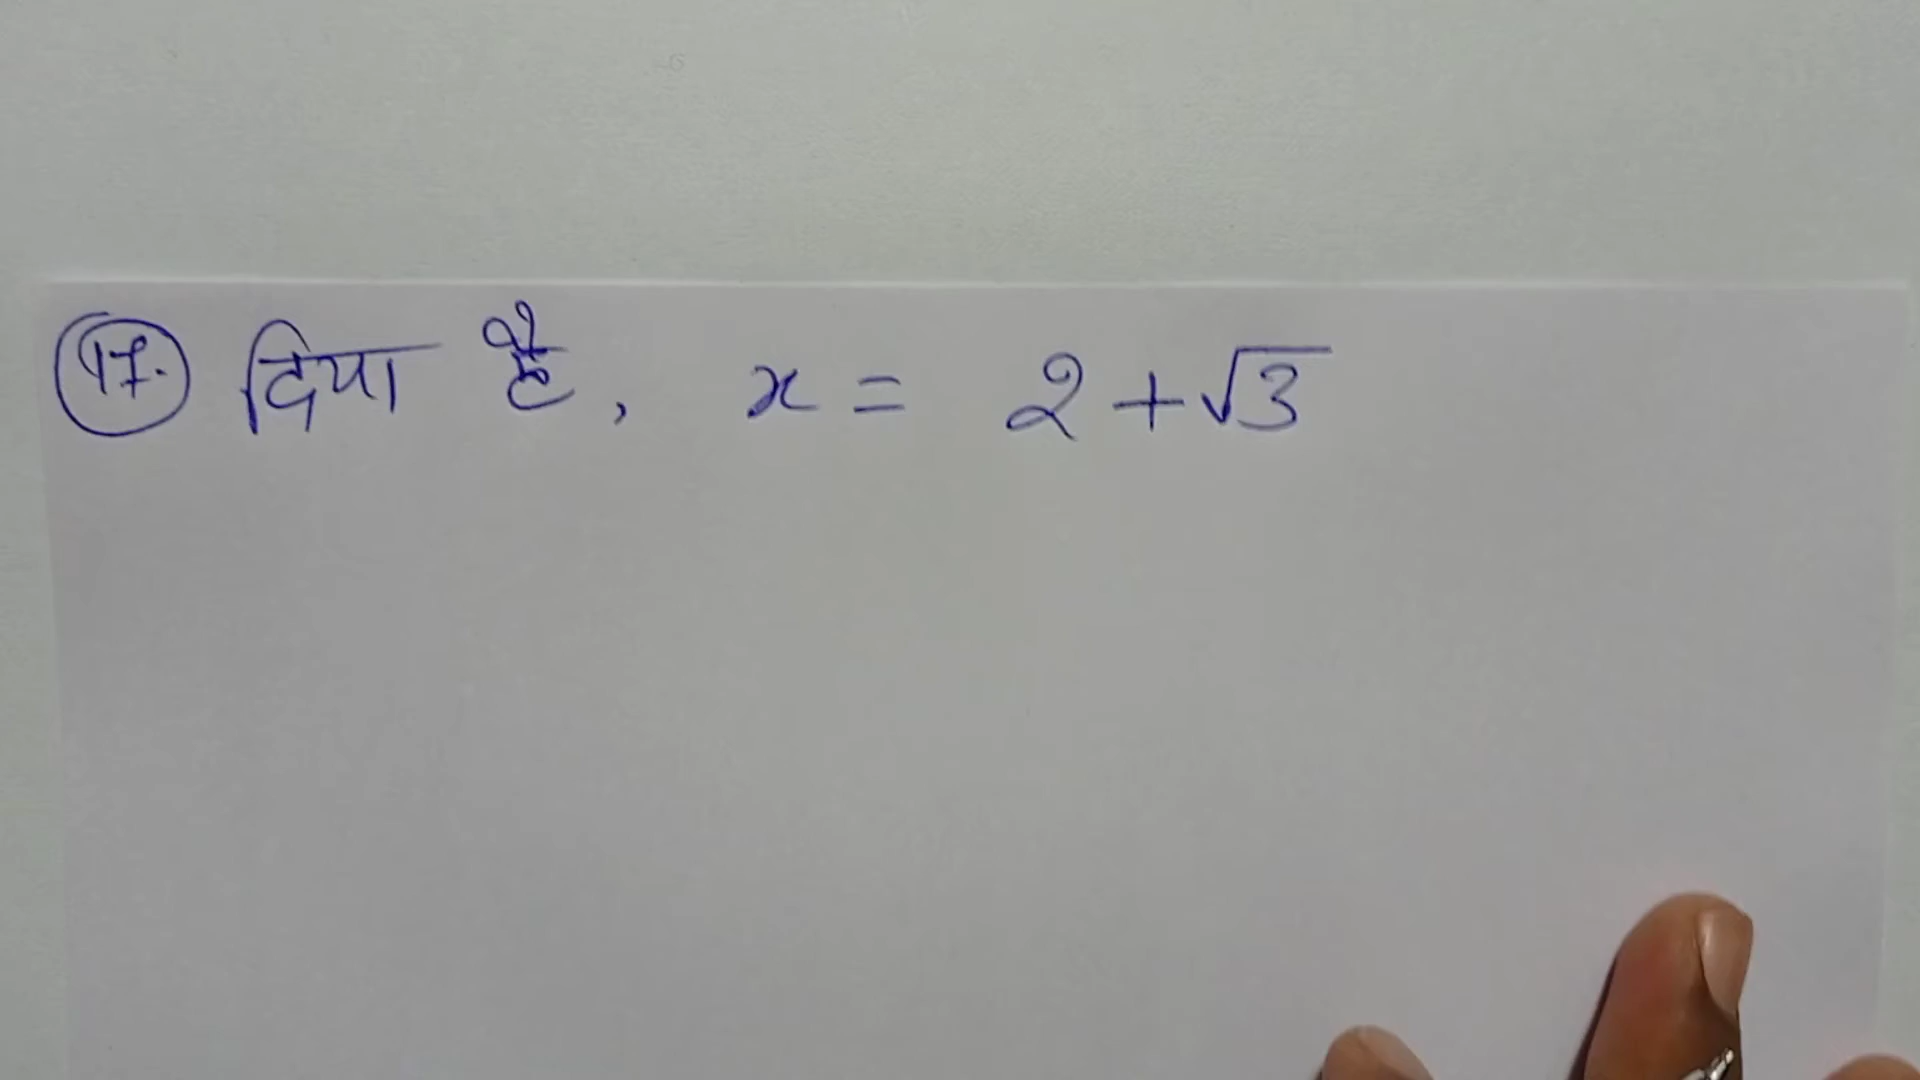 17. दिया है, x = 2 + √3